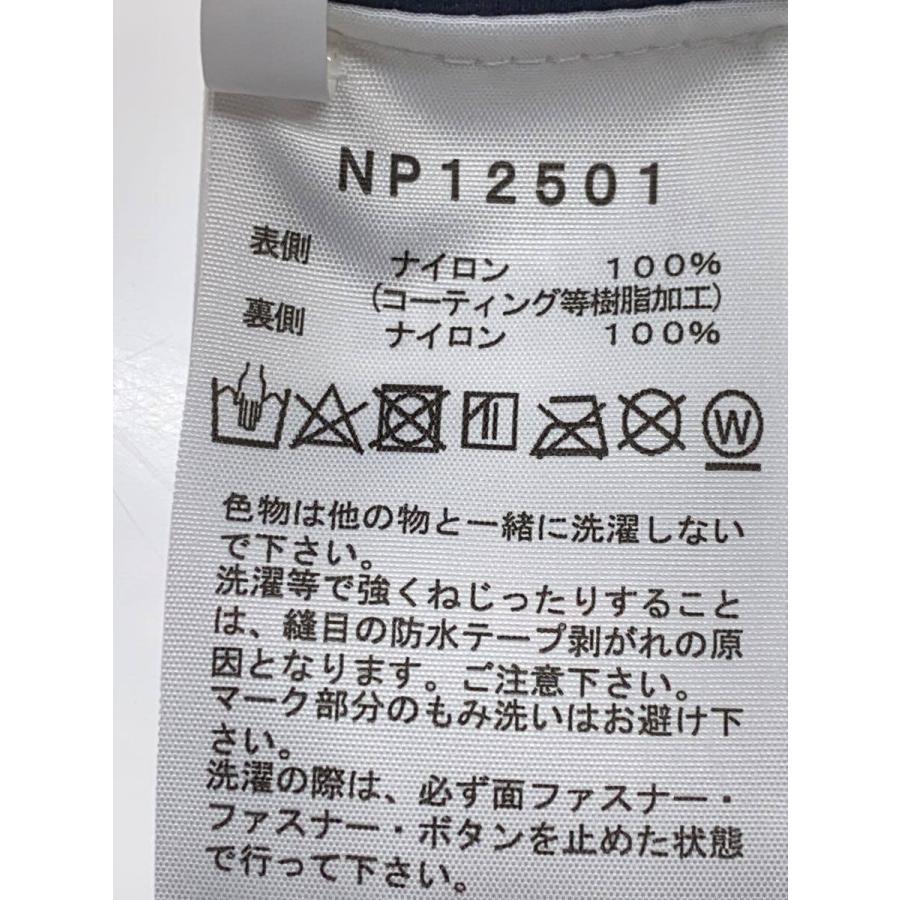 NP12501
表側 ナイロン 100%
(コーティング等樹脂加工)
裏側 ナイロン 100%
W
色物は他の物と一緒に洗濯しない
で下さい。
洗濯等で強くねじったりすること
は、縫目の防水テープ剥がれの原
因となります。ご注意下さい。
マーク部分のもみ洗いはお避け下
さい。
洗濯の際は、必ず面ファスナー・
ファスナー・ボタンを止めた状態
で行って下さい。